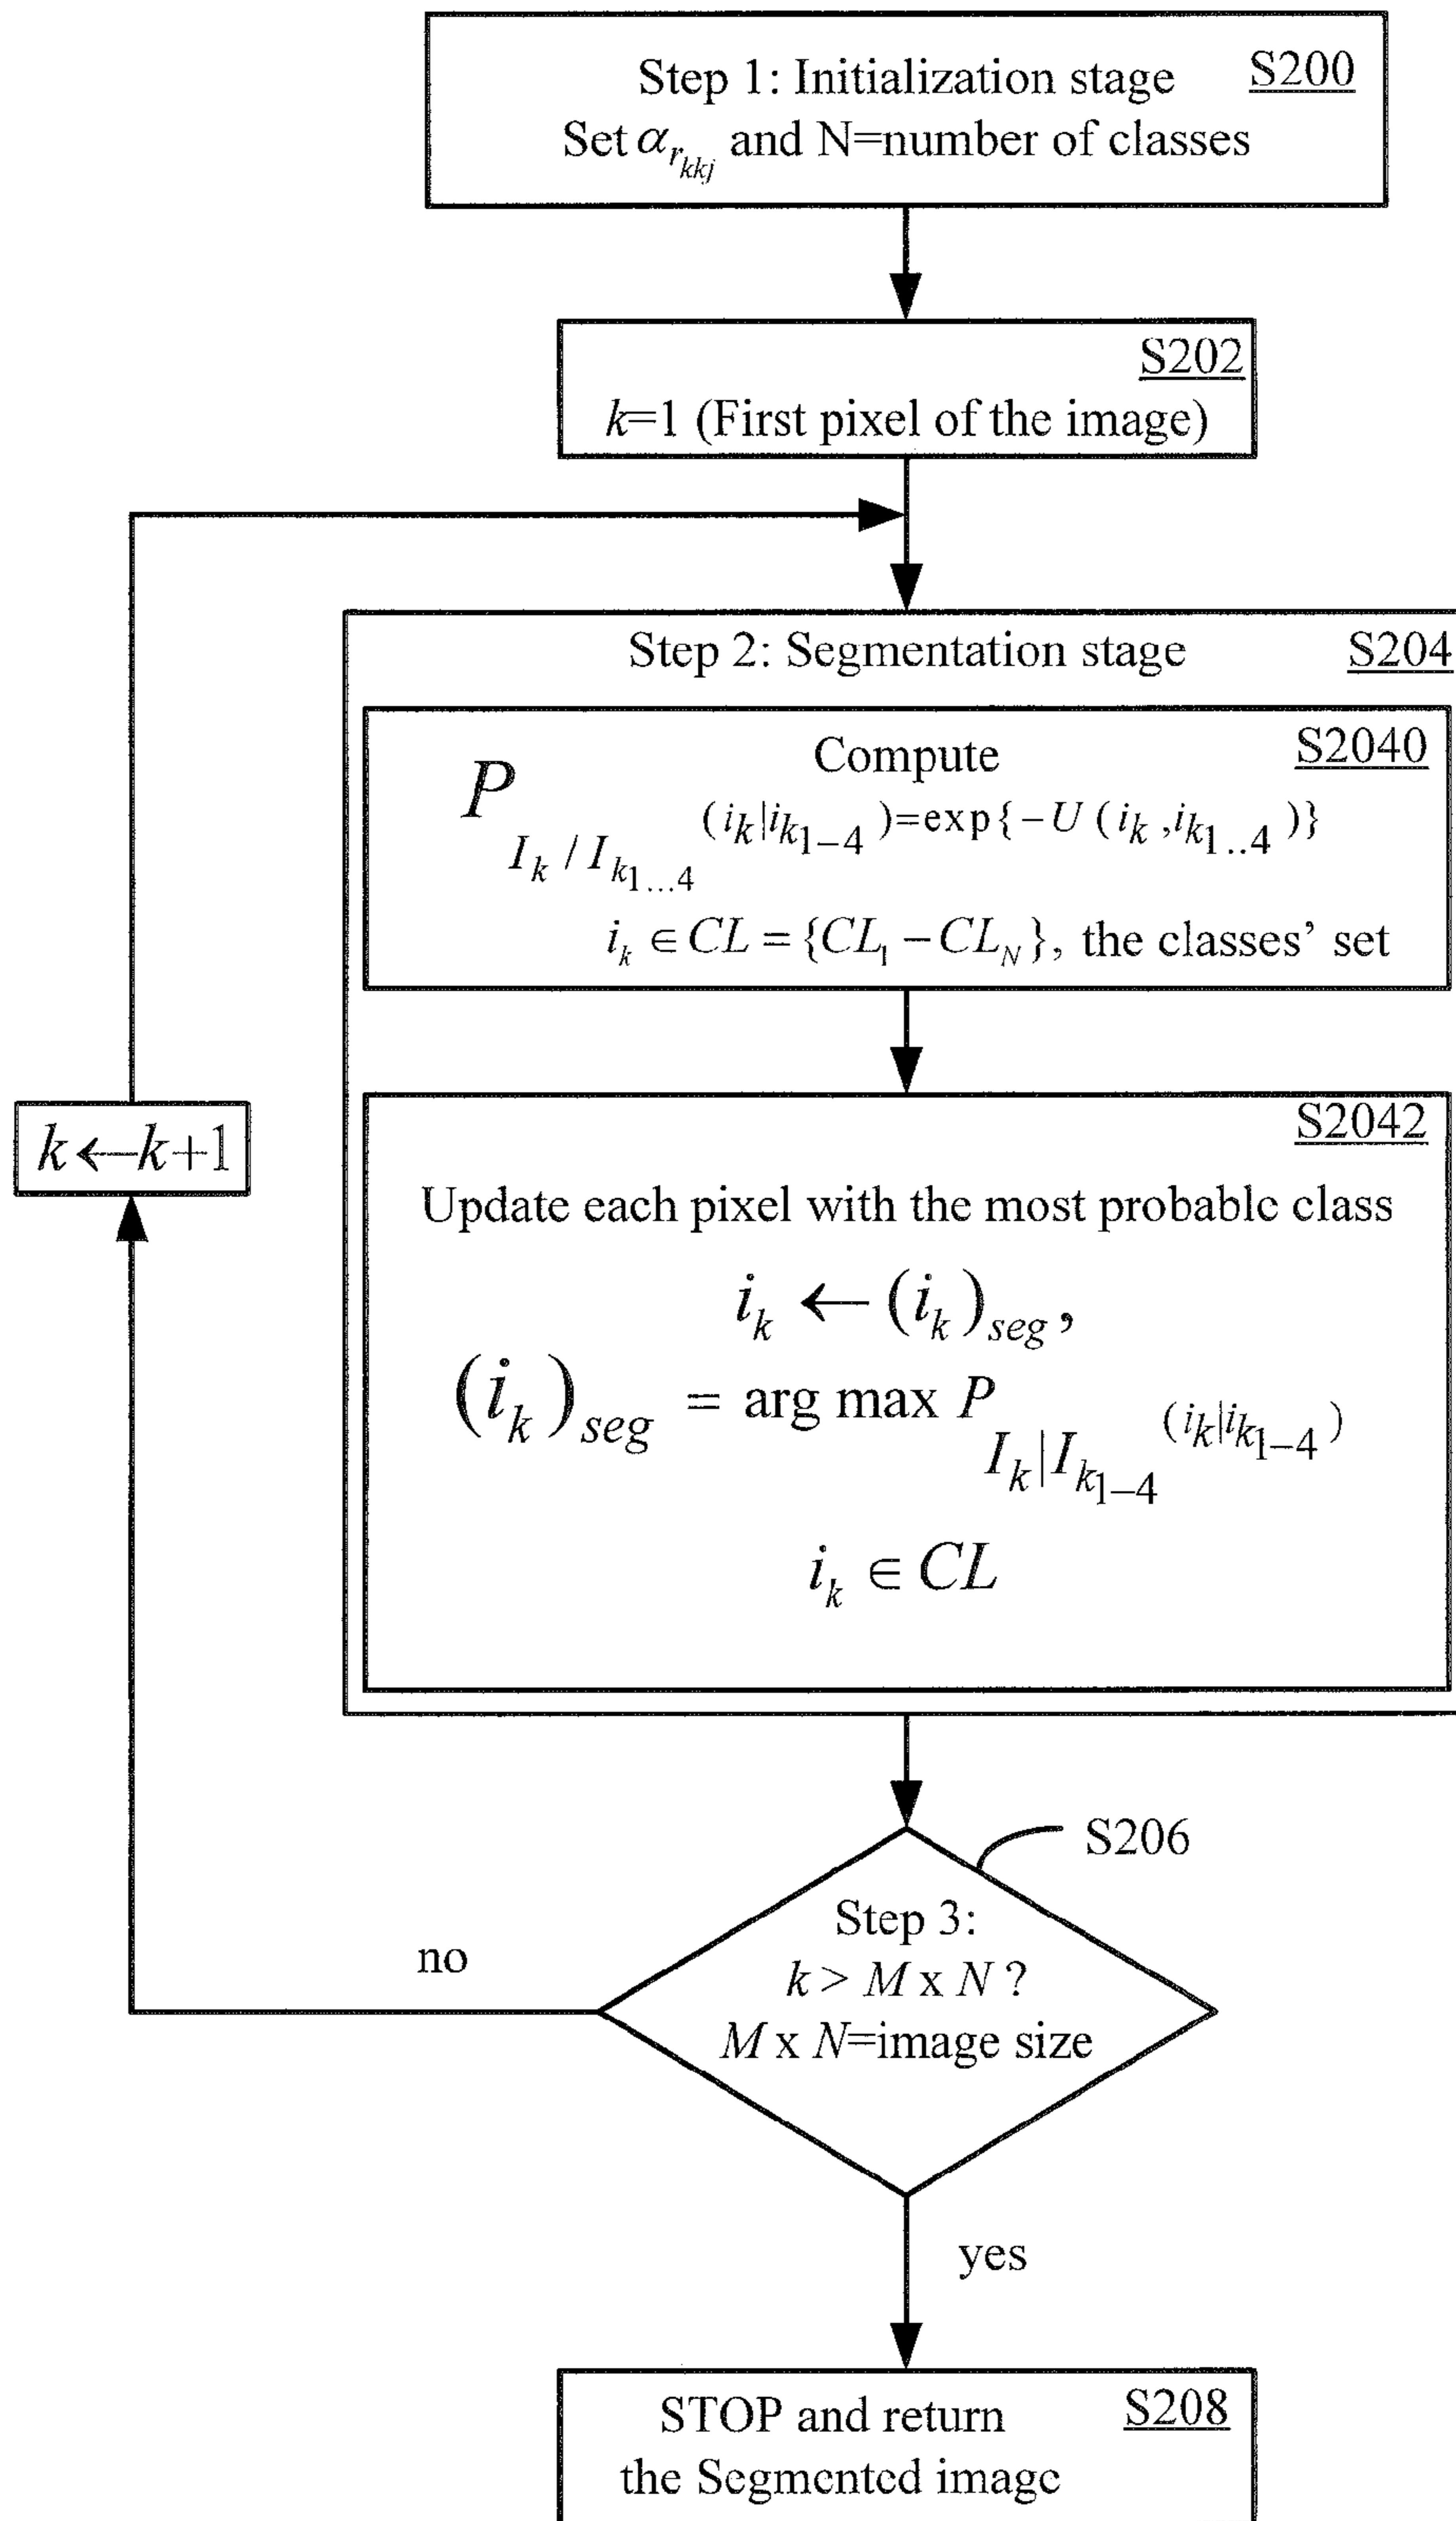 Step 1: Initialization stage S200
Set α_{r_{kkj}} and N=number of classes
S202
k=1 (First pixel of the image)
Step 2: Segmentation stage S204
Compute S2040
P_{I_k / I_{k_{1...4}}} (i_k|i_{k_{1-4}})=exp{-U(i_k,i_{k_{1..4}})}
i_k ∈ CL = {CL_1 – CL_N}, the classes' set
S2042
k←k+1
Update each pixel with the most probable class
i_k ← (i_k)_{seg},
(i_k)_{seg} = arg max P_{I_k|I_{k_{1-4}}} (i_k|i_{k_{1-4}})
i_k ∈ CL
S206
Step 3:
no
k > M x N ?
M x N=image size
yes
STOP and return S208
the Segmented image